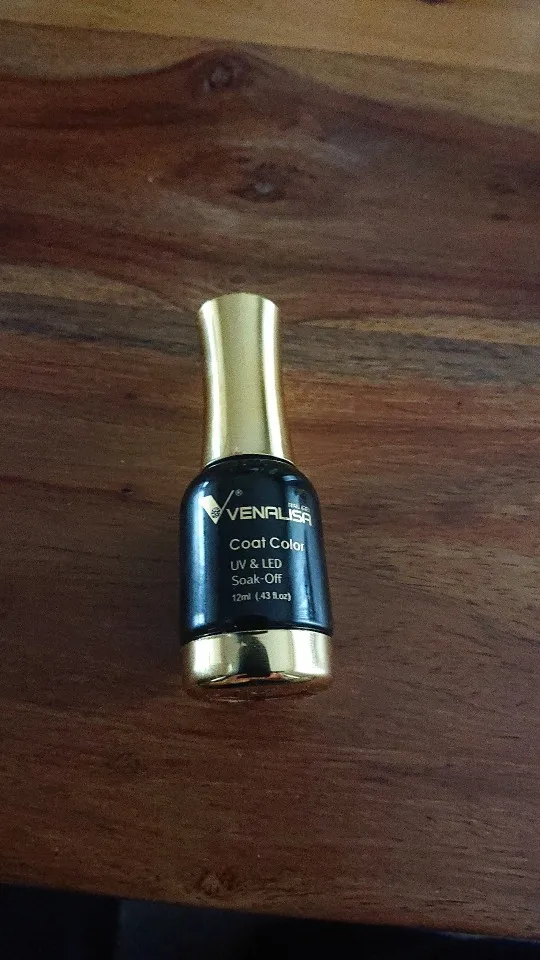 ®
VENALISA
Coat Color
UV & LED
Soak-Off
12ml (.43 fl.oz)